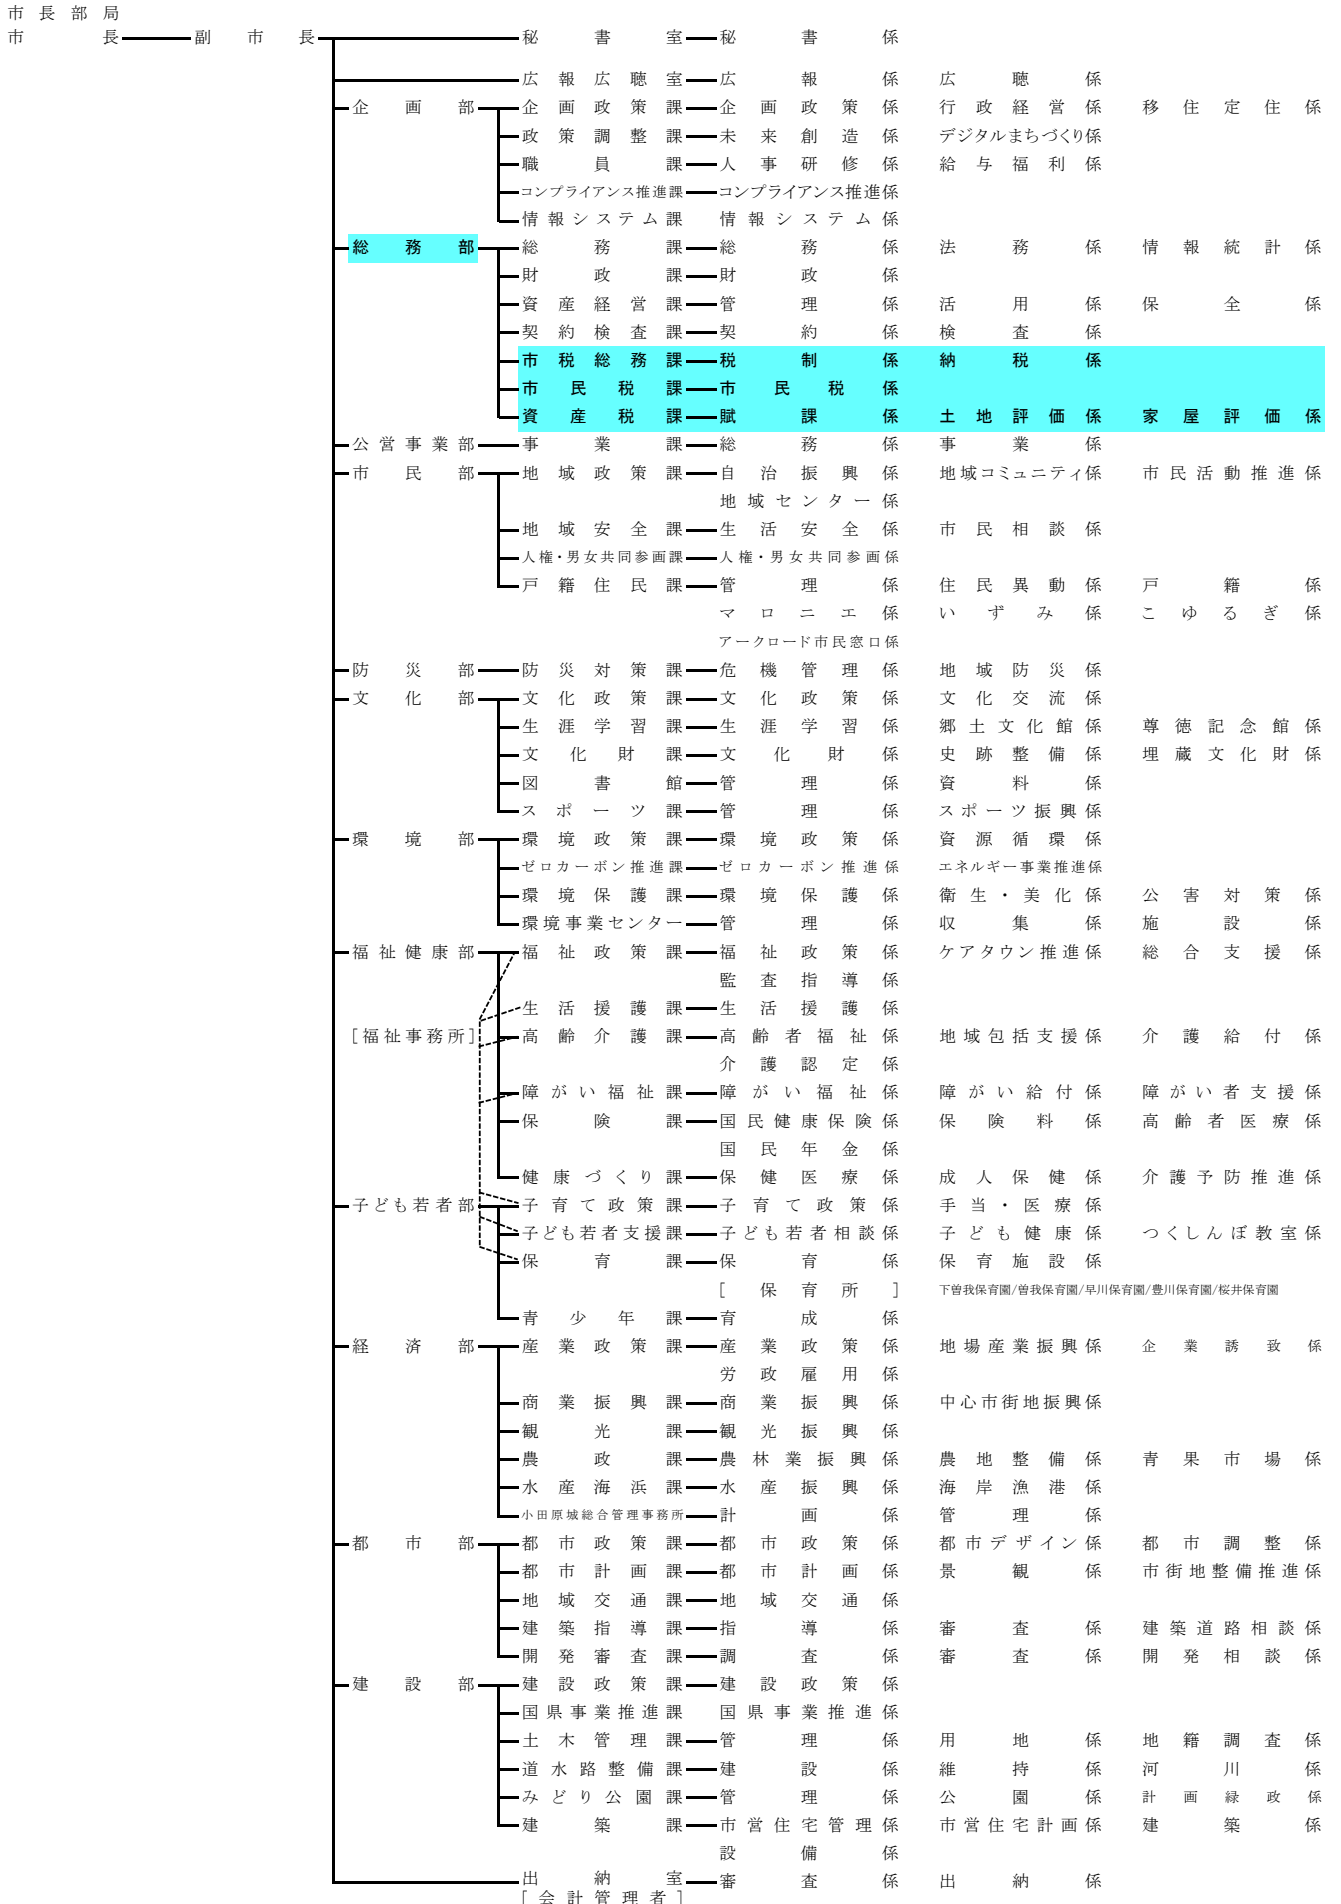 市長部局
市長 副市長 秘書室 秘書係
広報広聴室 広報係 広聴係
企画部 企画政策課 企画政策係 行政経営係 移住定住係
政策調整課 未来創造係 デジタルまちづくり係
職員課 人事研修係 給与福利係
コンプライアンス推進課 コンプライアンス推進係
情報システム課 情報システム係
総務部 総務課 総務係 法務係 情報統計係
財政課 財政係
資産経営課 管理係 活用係 保全係
契約検査課 契約係 検査係
市税総務課 税制係 納税係
市民税課 市民税係
資産税課 賦課係 土地評価係 家屋評価係
公営事業部 事業課 総務係 事業係
市民部 地域政策課 自治振興係 地域コミュニティ係 市民活動推進係
地域センター係
地域安全課 生活安全係 市民相談係
人権・男女共同参画課 人権・男女共同参画係
戸籍住民課 管理係 住民異動係 戸籍係
マロニエ係 いずみ係 こゆるぎ係
アークロード市民窓口係
防災部 防災対策課 危機管理係 地域防災係
文化部 文化政策課 文化政策係 文化交流係
生涯学習課 生涯学習係 郷土文化館係 尊徳記念館係
文化財課 文化財係 史跡整備係 埋蔵文化財係
図書館 管理係 資料係
スポーツ課 管理係 スポーツ振興係
環境部 環境政策課 環境政策係 資源循環係
ゼロカーボン推進課 ゼロカーボン推進係 エネルギー事業推進係
環境保護課 環境保護係 衛生・美化係 公害対策係
環境事業センター 管理係 収集係 施設係
福祉健康部 福祉政策課 福祉政策係 ケアタウン推進係 総合支援係
監査指導係
生活援護課 生活援護係
[福祉事務所] 高齢介護課 高齢者福祉係 地域包括支援係 介護給付係
介護認定係
障がい福祉課 障がい福祉係 障がい給付係 障がい者支援係
保険課 国民健康保険係 保険料係 高齢者医療係
国民年金係
健康づくり課 保健医療係 成人保健係 介護予防推進係
子ども若者部 子育て政策課 子育て政策係 手当・医療係
子ども若者支援課 子ども若者相談係 子ども健康係 つくしんぼ教室係
保育課 保育係 保育施設係
[保育所] 下曽我保育園/曽我保育園/早川保育園/豊川保育園/桜井保育園
青少年課 育成係
経済部 産業政策課 産業政策係 地場産業振興係 企業誘致係
労政雇用係
商業振興課 商業振興係 中心市街地振興係
観光課 観光振興係
農政課 農林業振興係 農地整備係 青果市場係
水産海浜課 水産振興係 海岸漁港係
小田原城総合管理事務所 計画係 管理係
都市部 都市政策課 都市政策係 都市デザイン係 都市調整係
都市計画課 都市計画係 景観係 市街地整備推進係
地域交通課 地域交通係
建築指導課 指導係 審査係 建築道路相談係
開発審査課 調査係 審査係 開発相談係
建設部 建設政策課 建設政策係
国県事業推進課 国県事業推進係
土木管理課 管理係 用地係 地籍調査係
道水路整備課 建設係 維持係 河川係
みどり公園課 管理係 公園係 計画緑政係
建築課 市営住宅管理係 市営住宅計画係 建築係
設備係
出納室 審査係 出納係
[会計管理者]